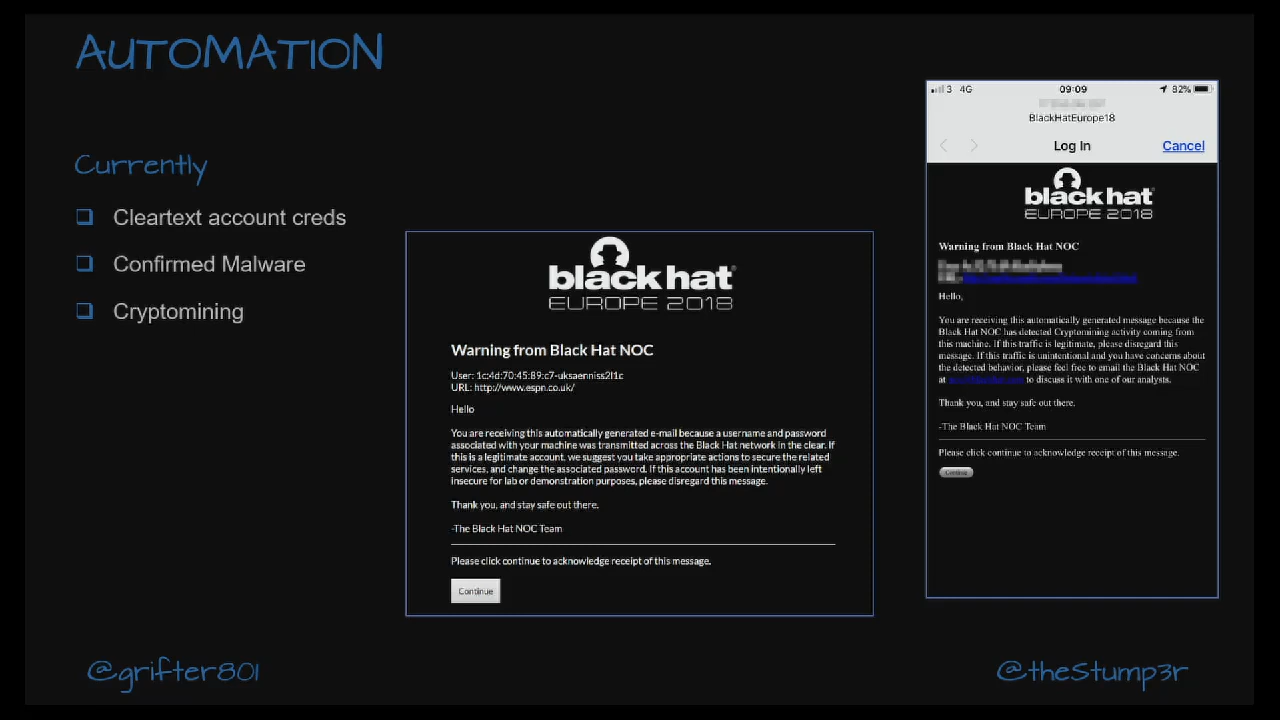 AUTOMATION
Currently
Cleartext account creds
Confirmed Malware
Cryptomining
black hat
EUROPE 2018
Warning from Black Hat NOC
User: 1c:4d:70:45:89:c7-uksaenniss2l1c
URL: http://www.espn.co.uk/
Hello
You are receiving this automatically generated e-mail because a username and password
associated with your machine was transmitted across the Black Hat network in the clear. If
this is a legitimate account, we suggest you take appropriate actions to secure the related
services, and change the associated password. If this account has been intentionally left
insecure for lab or demonstration purposes, please disregard this message.
Thank you, and stay safe out there.
-The Black Hat NOC Team
Please click continue to acknowledge receipt of this message.
Continue
3 4G 09:09 82%
BlackHatEurope18
Log In Cancel
black hat
EUROPE 2018
Warning from Black Hat NOC
Hello,
You are receiving this automatically generated message because the
Black Hat NOC has detected Cryptomining activity coming from
this machine. If this traffic is legitimate, please disregard this
message. If this traffic is unintentional and you have concerns about
the detected behavior, please feel free to email the Black Hat NOC
at to discuss it with one of our analysts.
Thank you, and stay safe out there.
-The Black Hat NOC Team
Please click continue to acknowledge receipt of this message.
Continue
@grifter801
@theStump3r